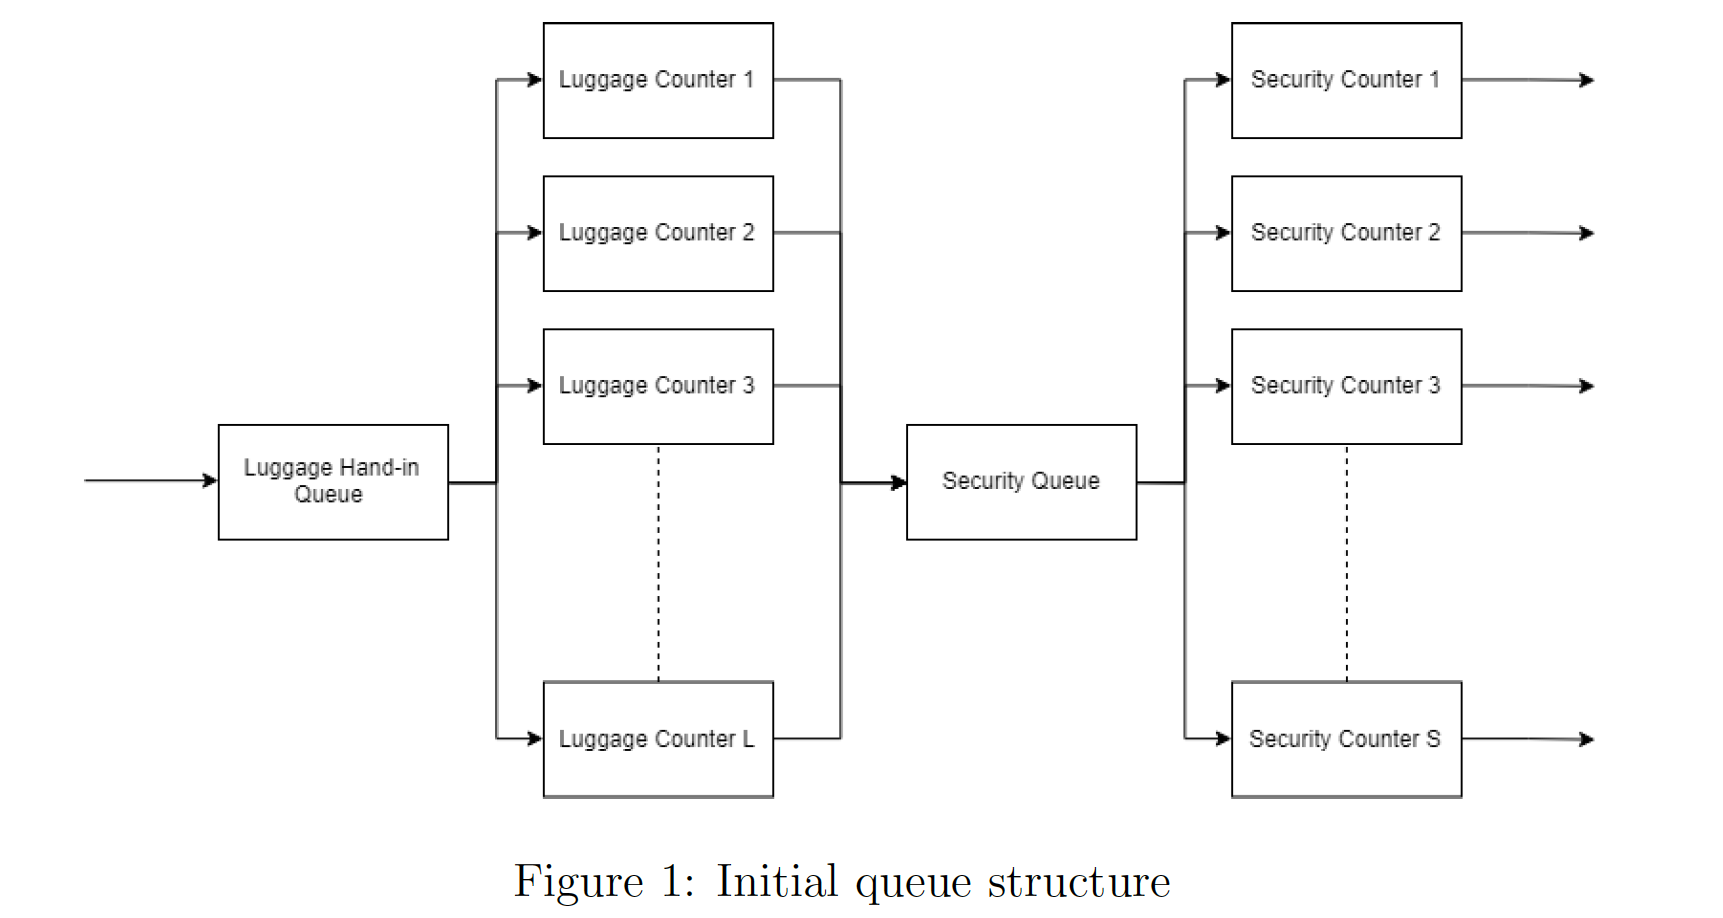 Luggage Counter 1
Security Counter 1
Luggage Counter 2
Security Counter 2
Luggage Counter 3
Security Counter 3
Luggage Hand-in
Queue
Security Queue
Luggage Counter L
Security Counter S
Figure 1: Initial queue structure